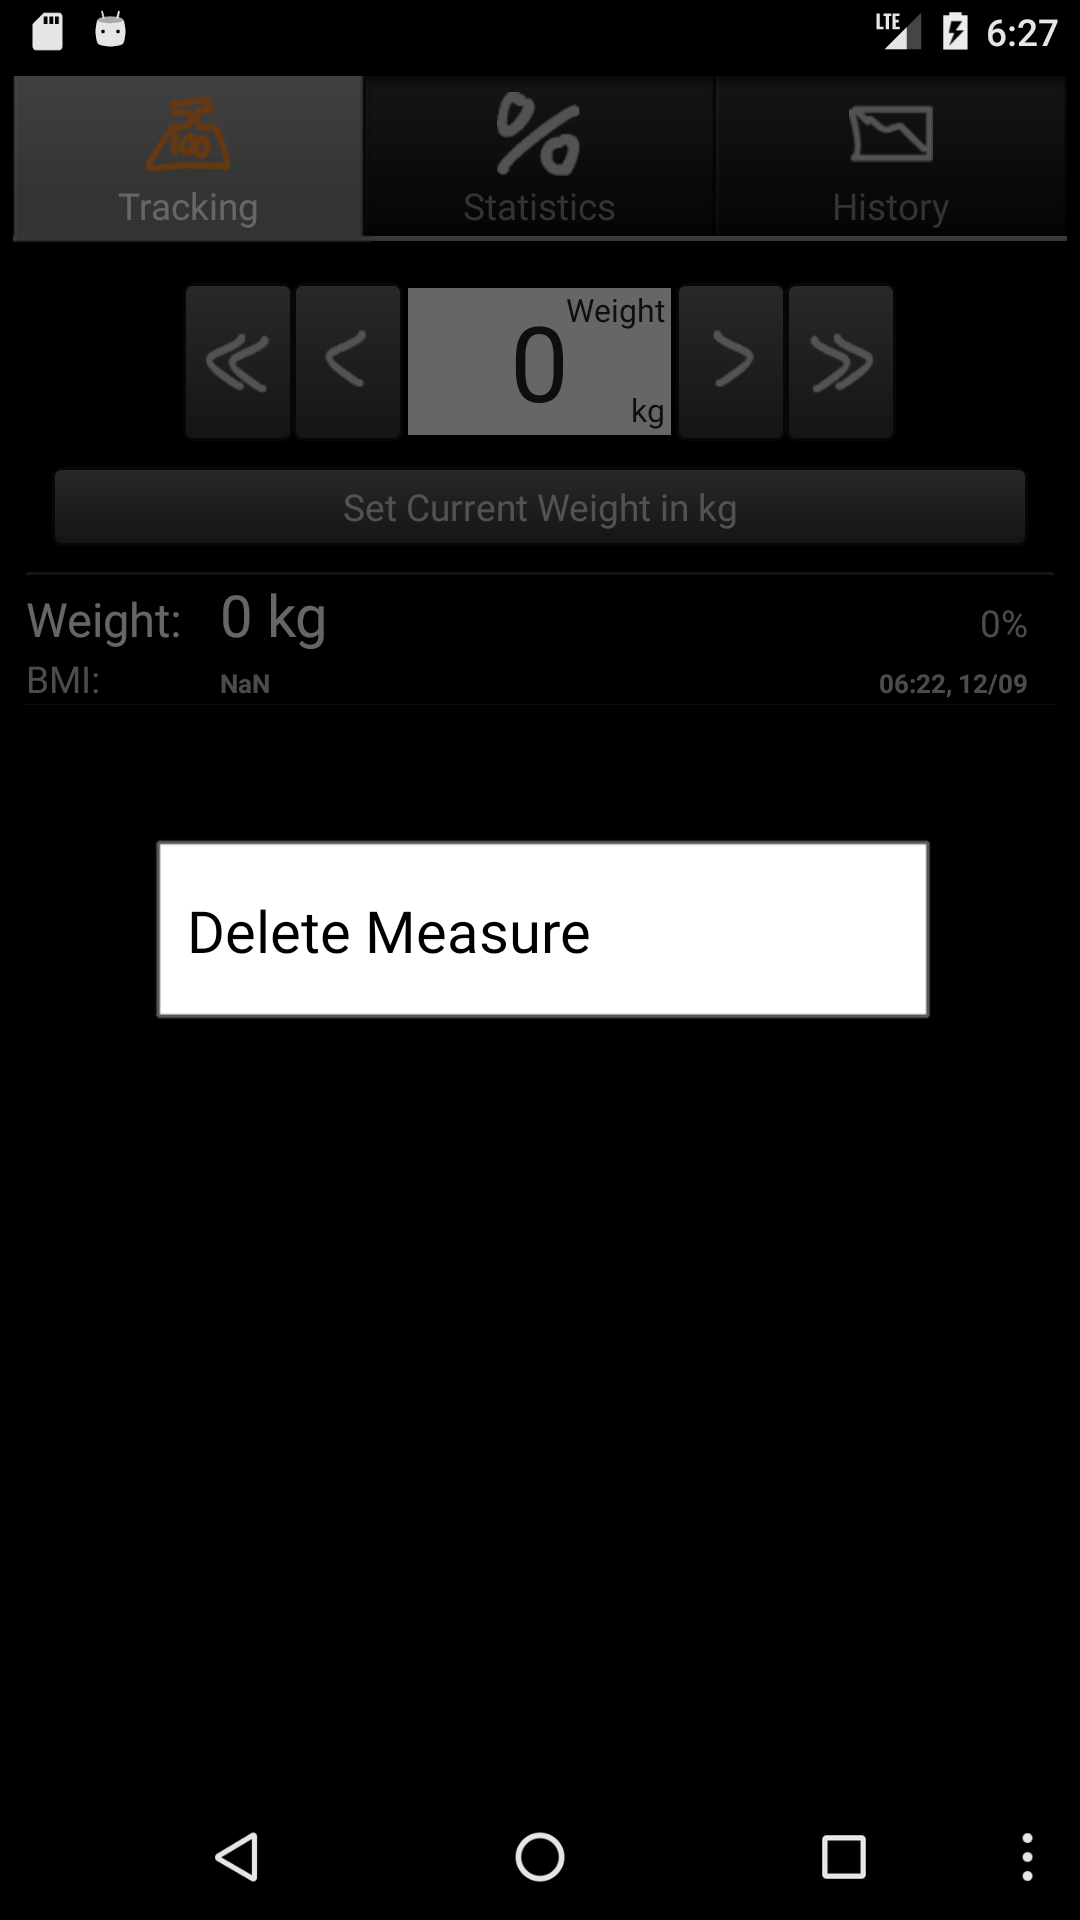 LTE 6:27
50
100
Tracking Statistics History
Weight
0
kg
Set Current Weight in kg
Weight: 0 kg 0%
BMI: NaN 06:22, 12/09
Delete Measure